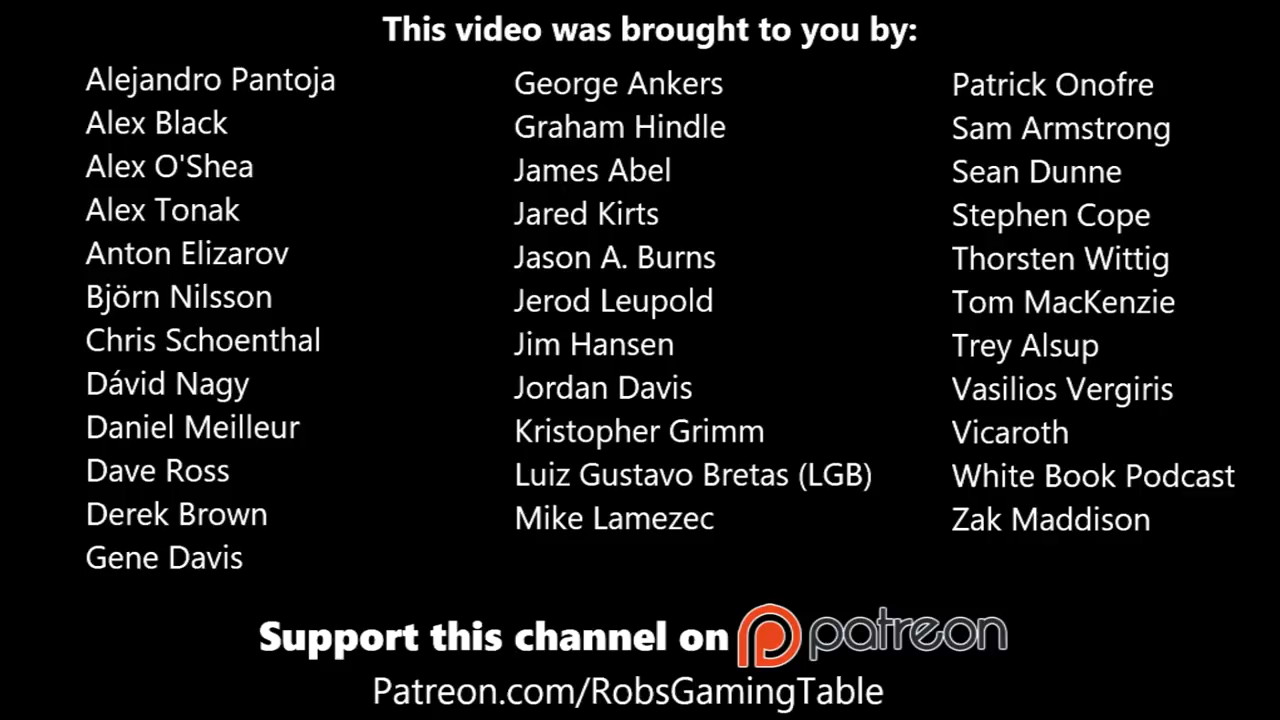 This video was brought to you by:
Alejandro Pantoja
Alex Black
Alex O'Shea
Alex Tonak
Anton Elizarov
Björn Nilsson
Chris Schoenthal
Dávid Nagy
Daniel Meilleur
Dave Ross
Derek Brown
Gene Davis
George Ankers
Graham Hindle
James Abel
Jared Kirts
Jason A. Burns
Jerod Leupold
Jim Hansen
Jordan Davis
Kristopher Grimm
Luiz Gustavo Bretas (LGB)
Mike Lamezec
Patrick Onofre
Sam Armstrong
Sean Dunne
Stephen Cope
Thorsten Wittig
Tom MacKenzie
Trey Alsup
Vasilios Vergiris
Vicaroth
White Book Podcast
Zak Maddison
Support this channel on patreon
Patreon.com/RobsGamingTable